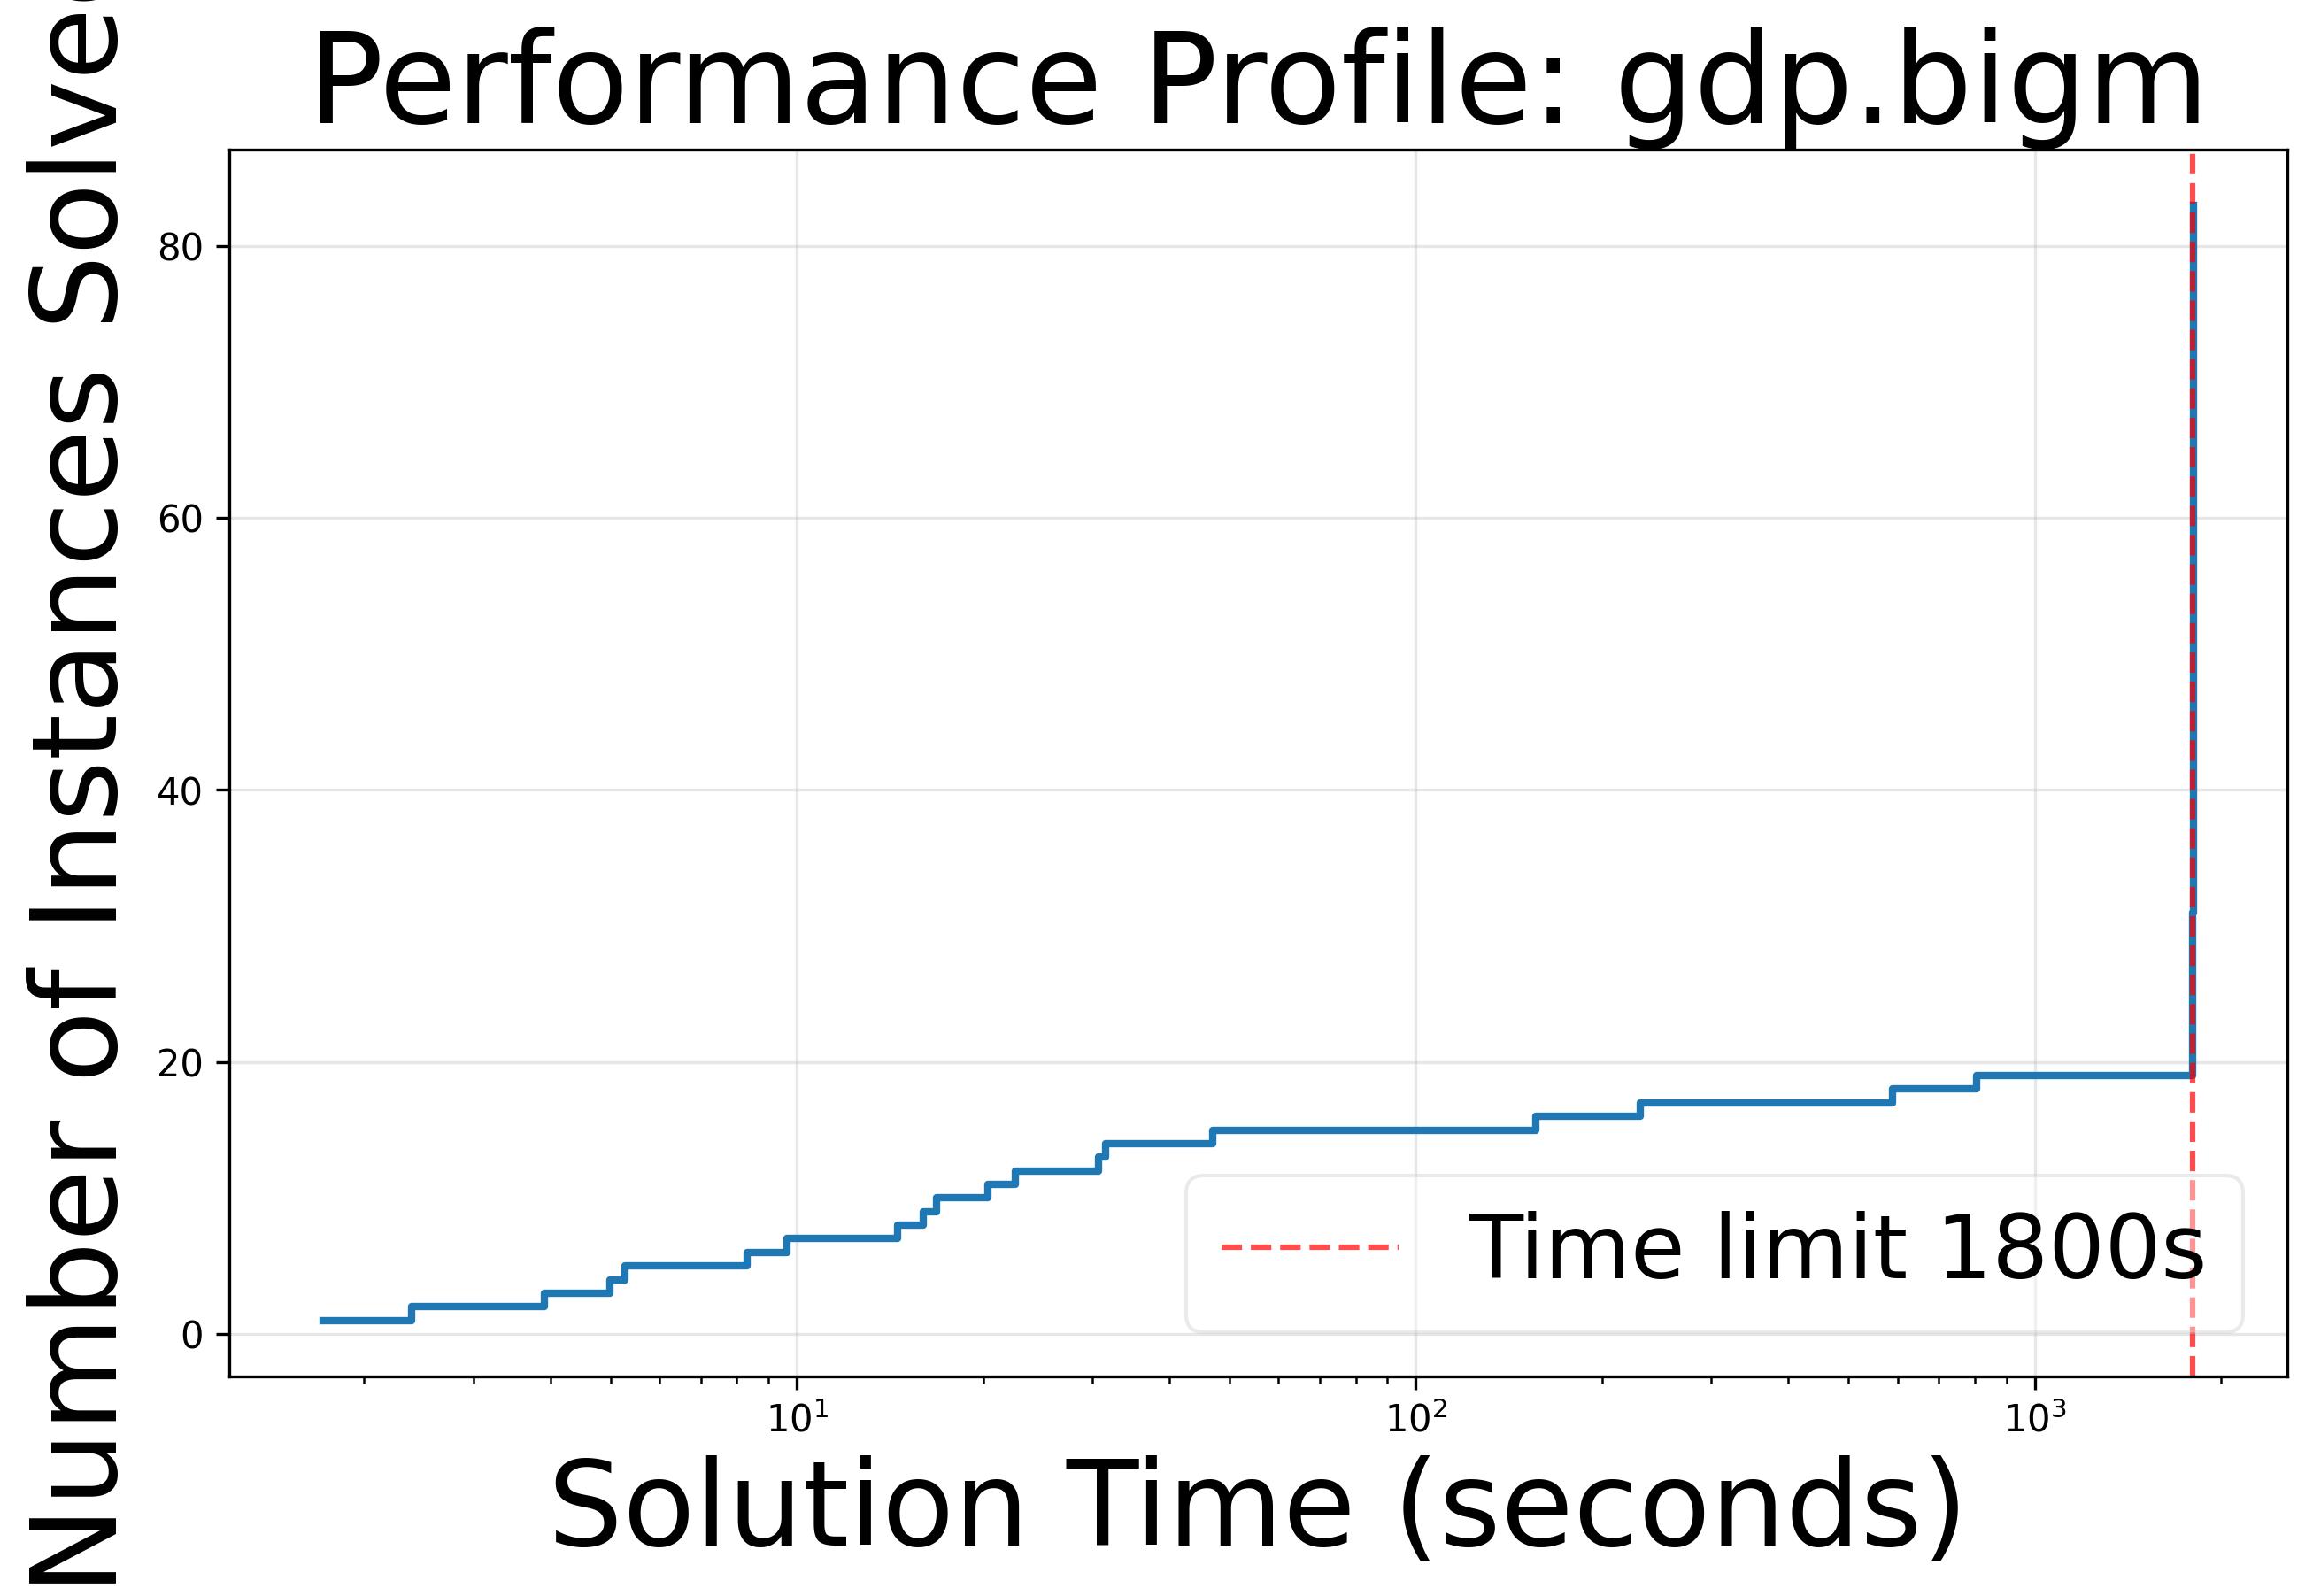 Performance Profile: gdp.bigm
Number of Instances Solve
80
60
40
20
0
Time limit 1800s
10¹
10²
10³
Solution Time (seconds)